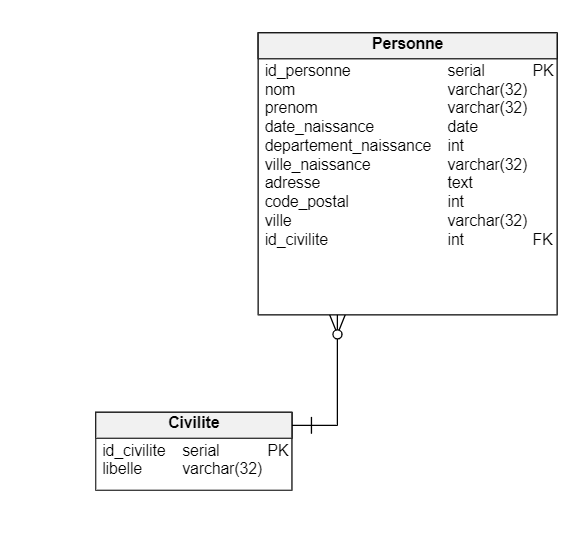 Personne
id_personne serial PK
nom varchar(32)
prenom varchar(32)
date_naissance date
departement_naissance int
ville_naissance varchar(32)
adresse text
code_postal int
ville varchar(32)
id_civilite int FK
Civilite
id_civilite serial PK
libelle varchar(32)